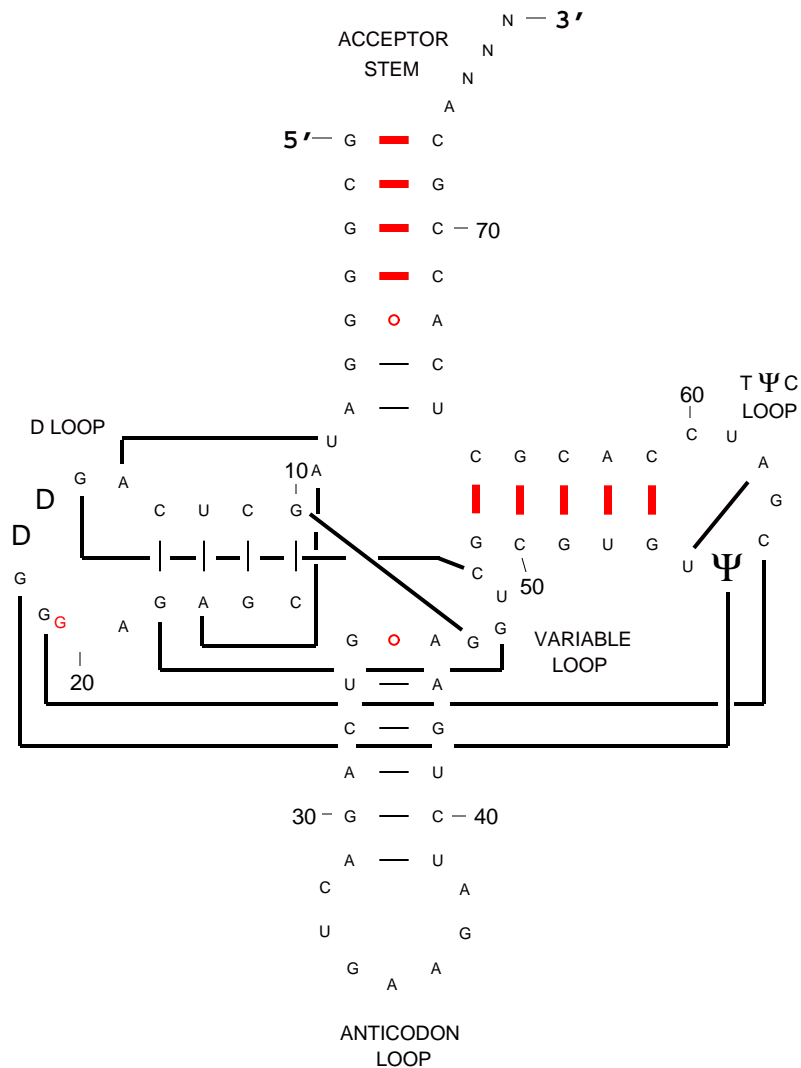 N 3′
ACCEPTOR
STEM
N
N
A
5′ G C
C G
G C 70
G C
G A
G C
60 T Ψ C
LOOP
A U
D LOOP
U
C U
C G C A C A
10 A
G A
D G
C U C G
D
G C G U G U C
Ψ
G C
50
U
G A G C
G G A G
G A G
VARIABLE
LOOP
20
U A
C G
A U
30 G C 40
A U
C A
U G
G A
A
ANTICODON
LOOP